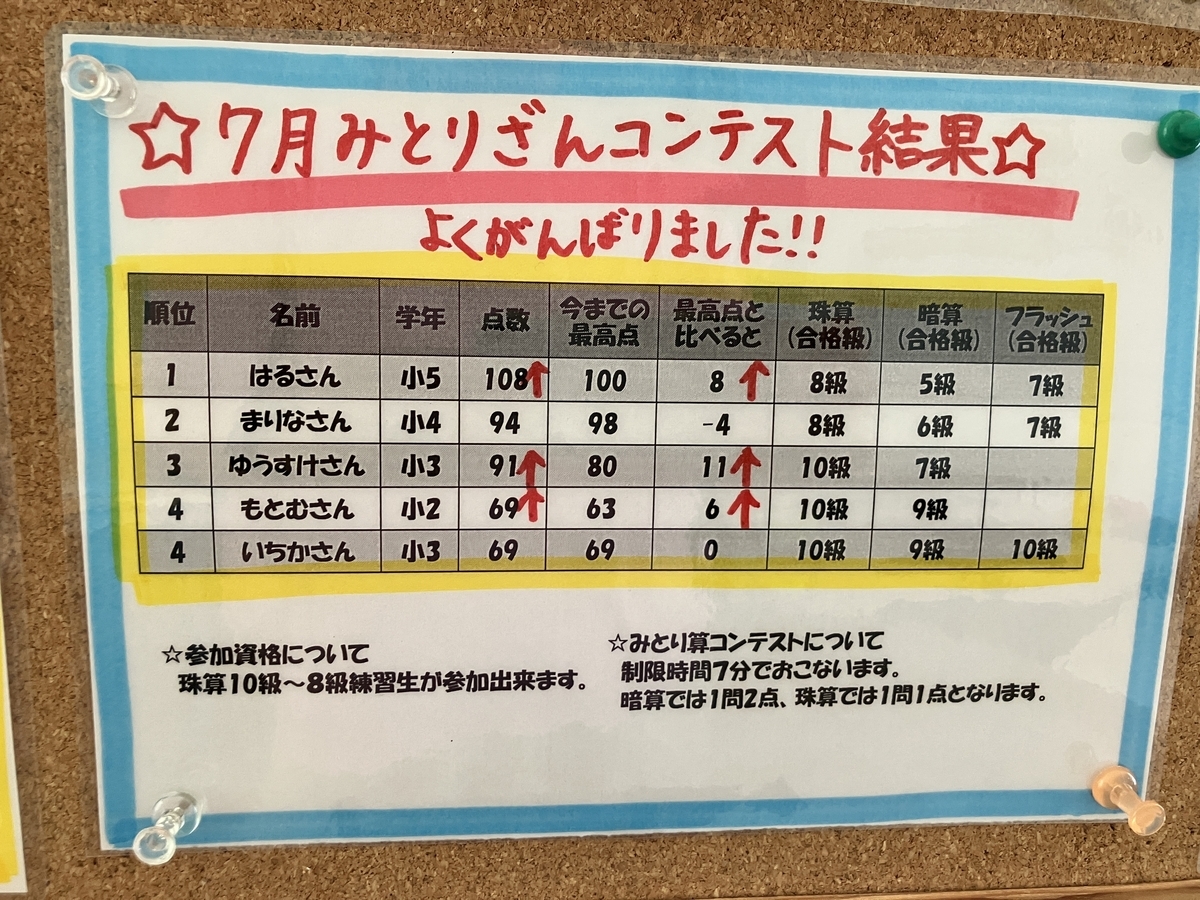 ☆7月みとりざんコンテスト結果☆
よくがんばりました!!
順位 名前 学年 点数 今までの最高点 最高点と比べると 珠算(合格級) 暗算(合格級) フラッシュ(合格級)
1 はるさん 小5 108↑ 100 8↑ 8級 5級 7級
2 まりなさん 小4 94 98 -4 8級 6級 7級
3 ゆうすけさん 小3 91↑ 80 11↑ 10級 7級
4 もとむさん 小2 69↑ 63 6↑ 10級 9級
4 いちかさん 小3 69 69 0 10級 9級 10級
☆参加資格について
珠算10級~8級練習生が参加出来ます。
☆みとり算コンテストについて
制限時間7分でおこないます。
暗算では1問2点、珠算では1問1点となります。